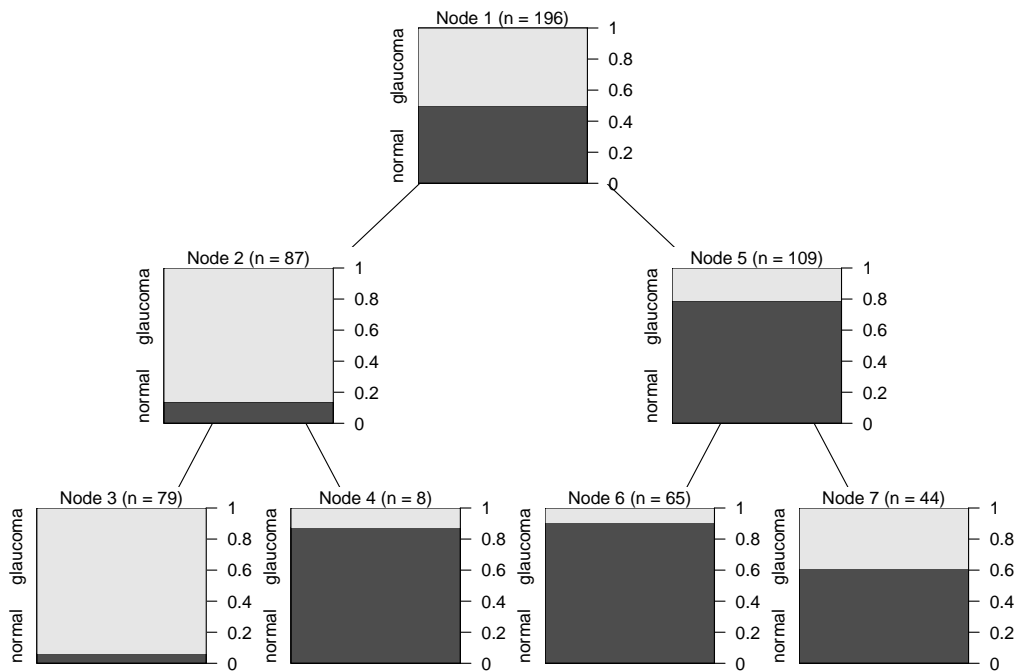 Node 1 (n = 196)
glaucoma
normal
1
0.8
0.6
0.4
0.2
0
Node 2 (n = 87)
glaucoma
normal
1
0.8
0.6
0.4
0.2
0
Node 5 (n = 109)
glaucoma
normal
1
0.8
0.6
0.4
0.2
0
Node 3 (n = 79)
glaucoma
normal
1
0.8
0.6
0.4
0.2
0
Node 4 (n = 8)
glaucoma
normal
1
0.8
0.6
0.4
0.2
0
Node 6 (n = 65)
glaucoma
normal
1
0.8
0.6
0.4
0.2
0
Node 7 (n = 44)
glaucoma
normal
1
0.8
0.6
0.4
0.2
0